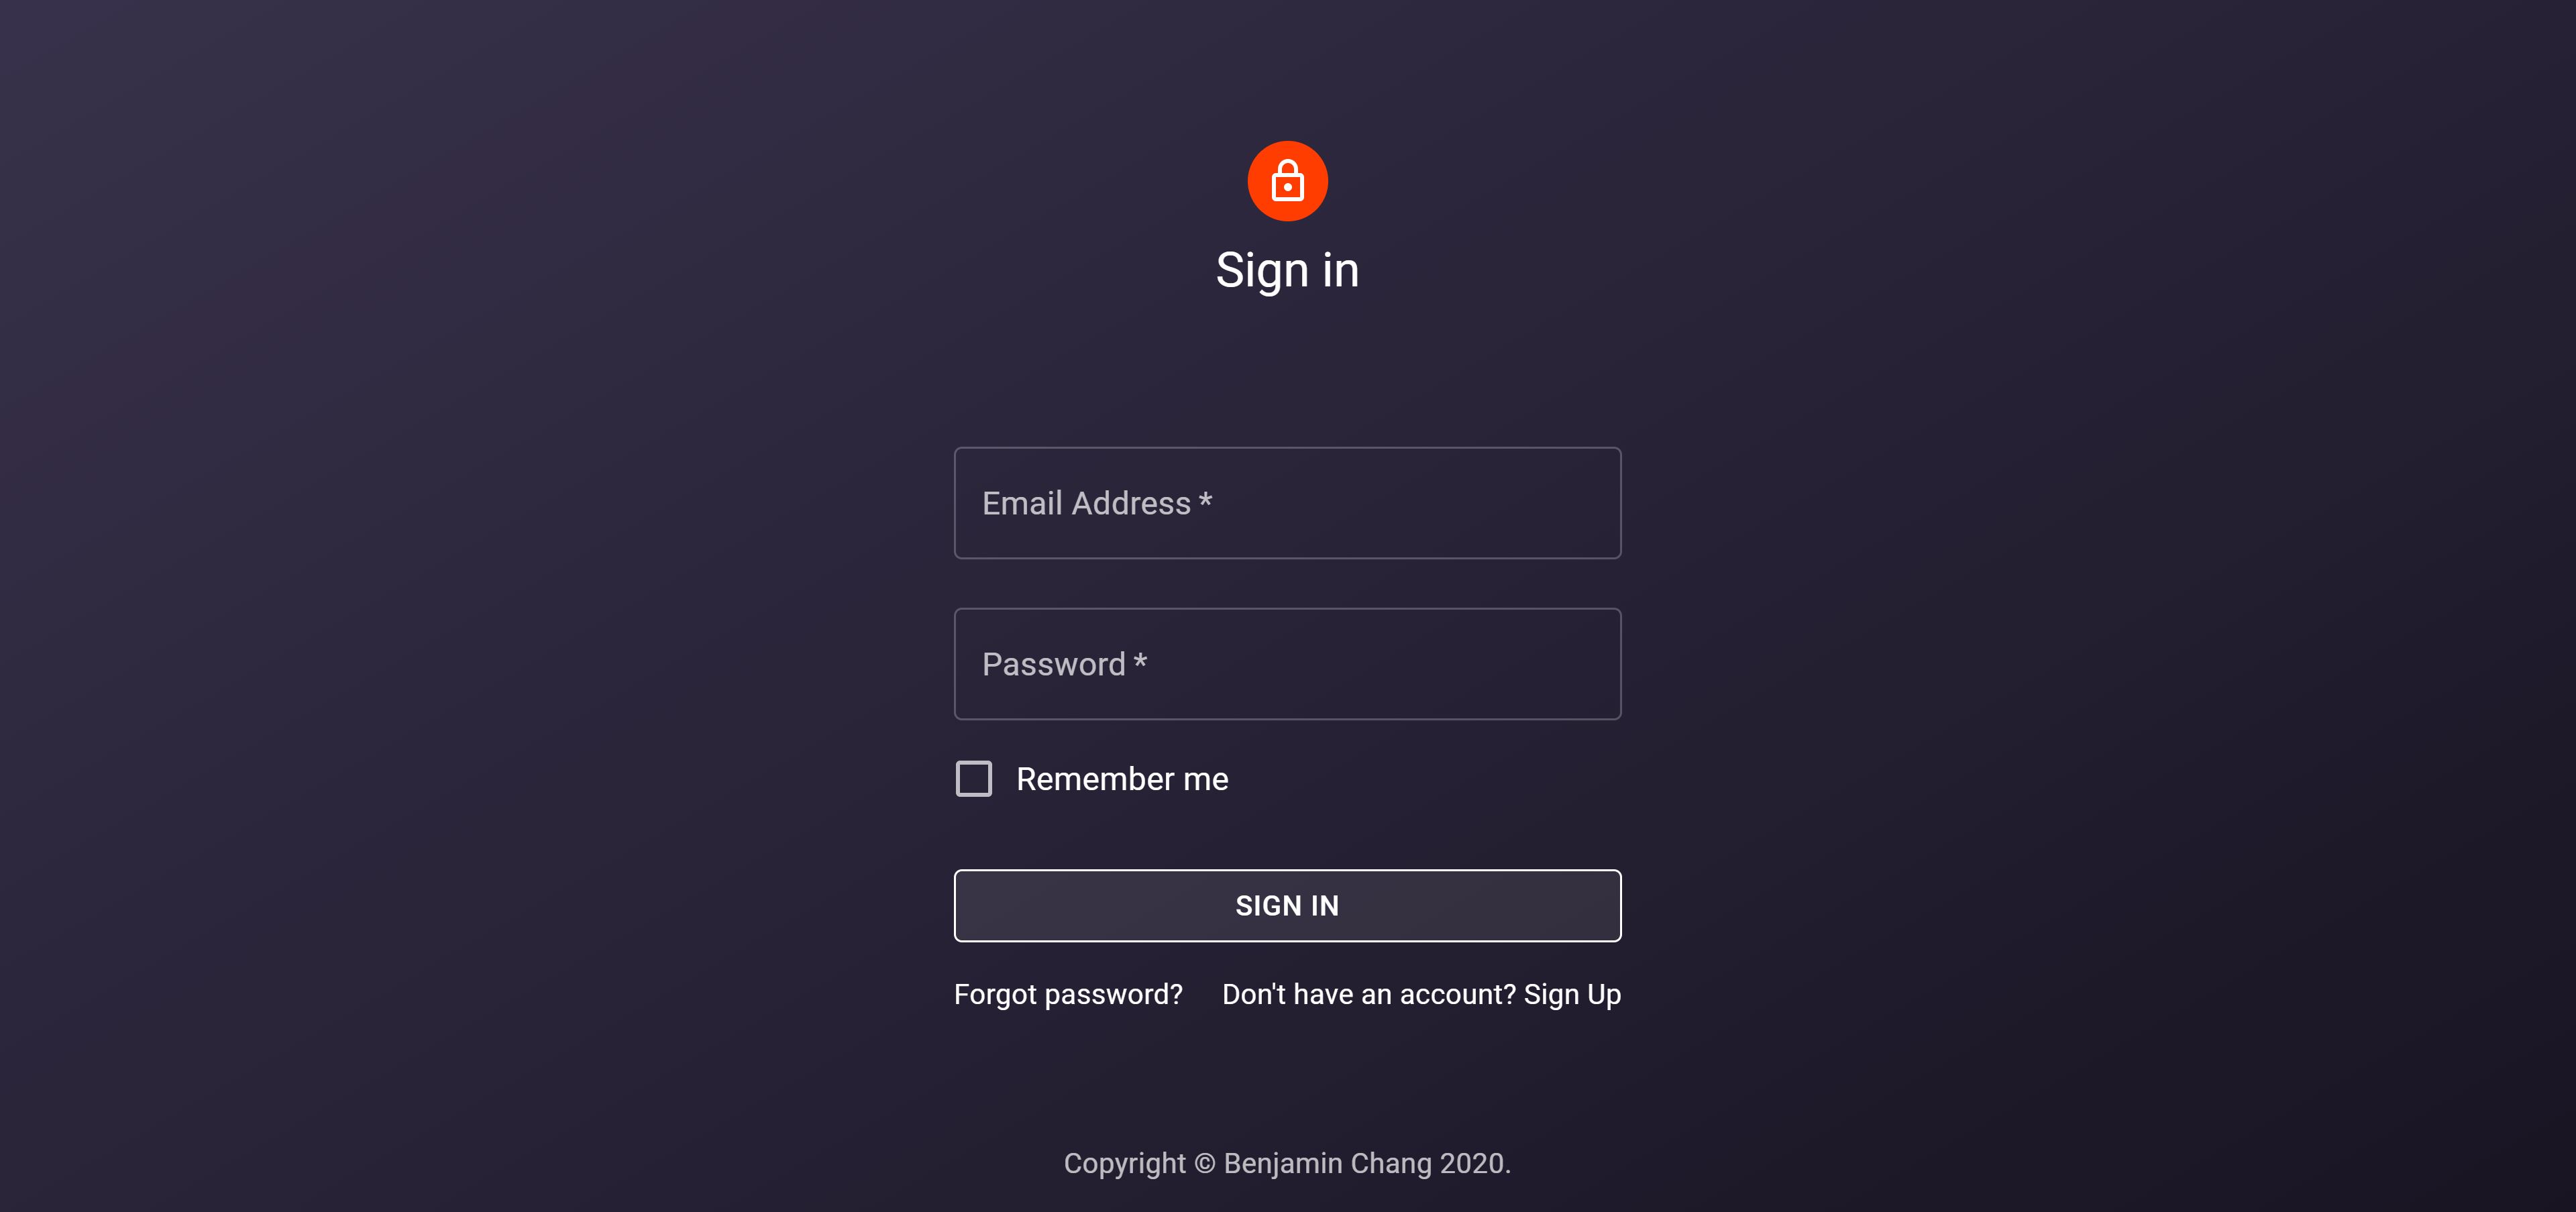 Sign in
Email Address *
Password *
Remember me
SIGN IN
Forgot password? Don't have an account? Sign Up
Copyright © Benjamin Chang 2020.